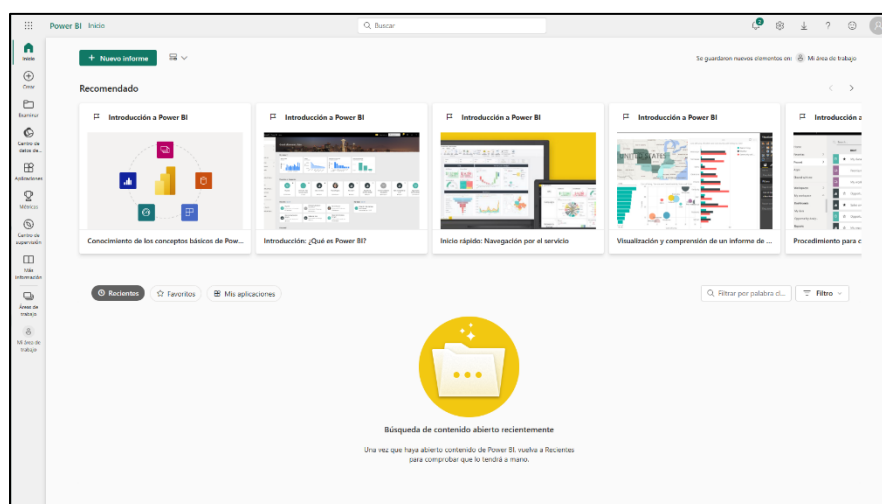 Power BI Inicio
Buscar
2
Inicio
+ Nuevo informe
Se guardaron nuevos elementos en: Mi área de trabajo
Crear
Recomendado
Examinar
Introducción a Power BI
Introducción a Power BI
Introducción a Power BI
Introducción a Power BI
Introducción a
Centro de
datos de...
Aplicaciones
UNITED STATES
Métricas
Centro de
supervisión
Conocimiento de los conceptos básicos de Pow...
Introducción: ¿Qué es Power BI?
Inicio rápido: Navegación por el servicio
Visualización y comprensión de un informe de ...
Procedimiento para c
Más
información
Recientes
Favoritos
Mis aplicaciones
Filtrar por palabra cl...
Filtro
Áreas de
trabajo
Mi área de
trabajo
Búsqueda de contenido abierto recientemente
Una vez que haya abierto contenido de Power BI, vuelva a Recientes
para comprobar que lo tendrá a mano.